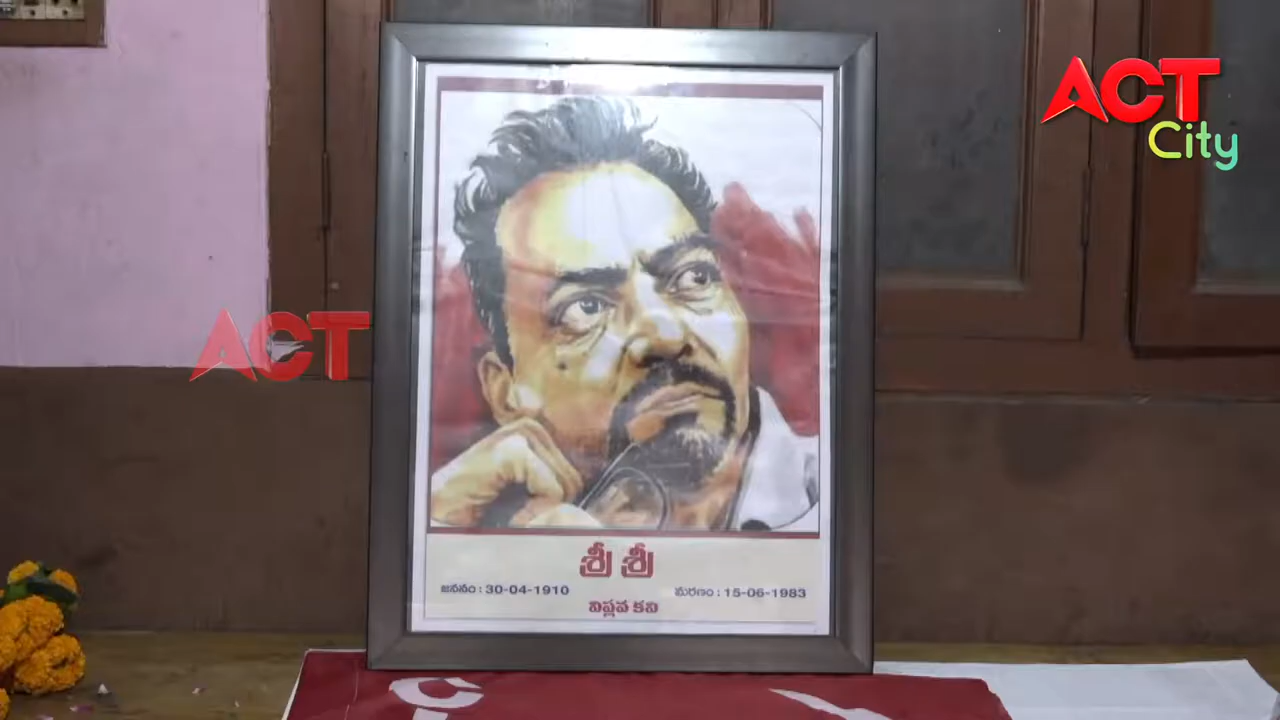 ACT
City
ACT
శ్రీ శ్రీ
జననం : 30-04-1910
మరణం : 15-06-1983
విప్లవ కవి